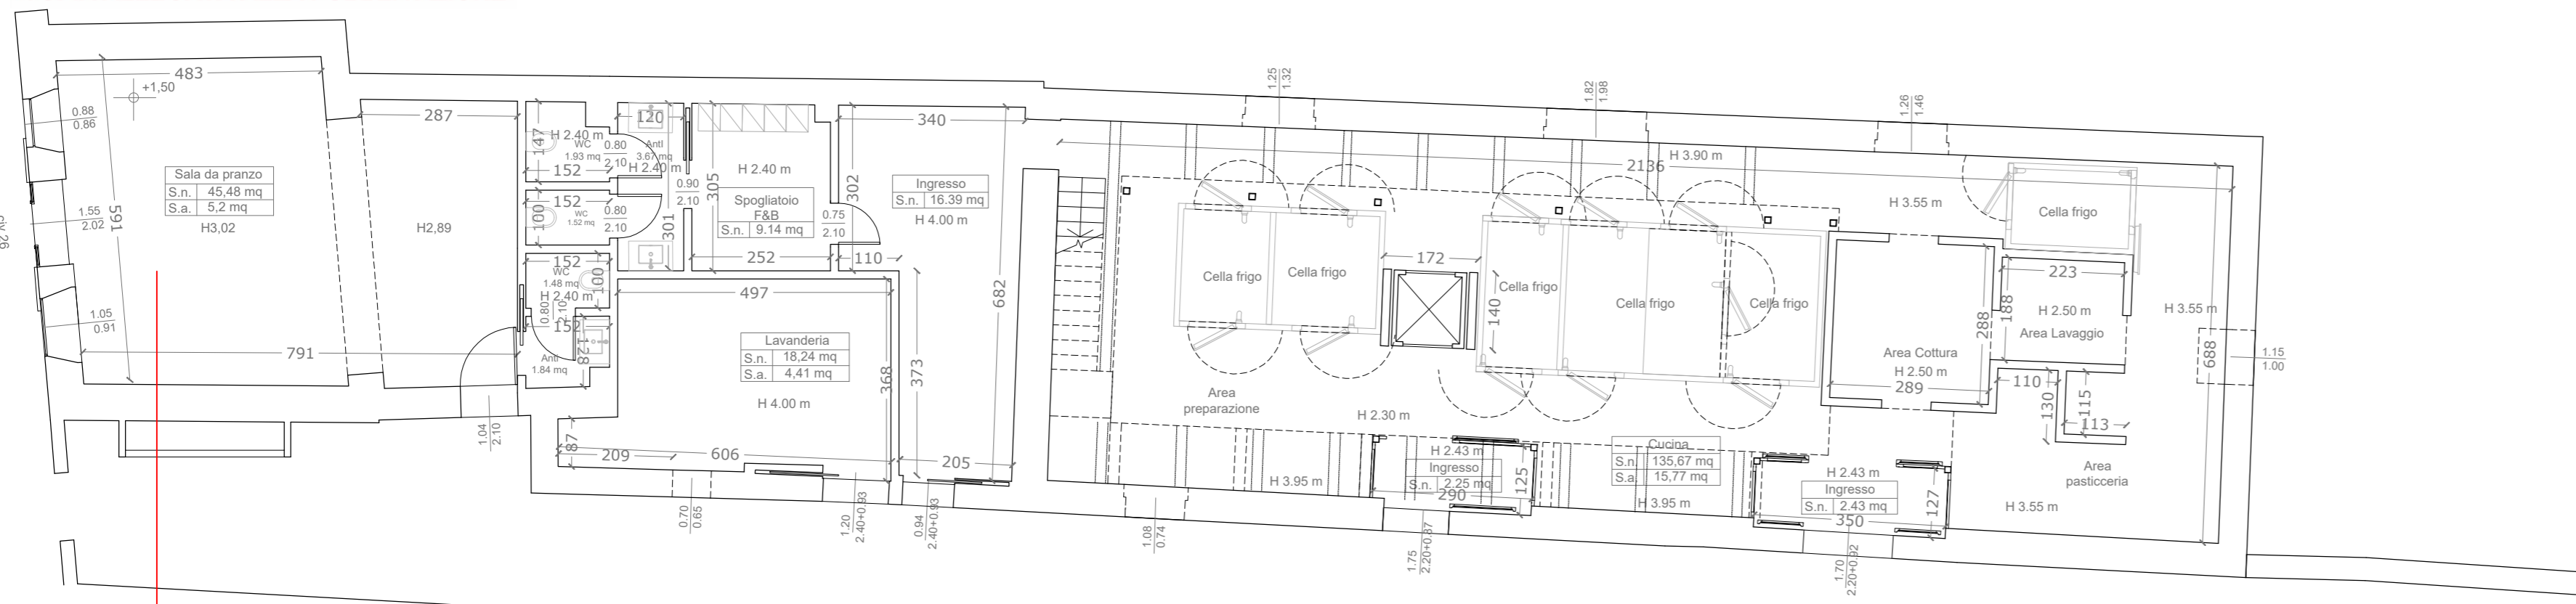 483
+1,50
0.88
0.86
1.55
2.02
591
civ 26
1.05
0.91
Sala da pranzo
S.n. 45,48 mq
S.a. 5,2 mq
H3,02
791
287
H2,89
1.04
2.10
147
H 2.40 m
WC
1.93 mq
152
0.80
2.10
120
Anti
3.67 mq
H 2.40 m
152
WC
1.52 mq
100
0.80
2.10
301
152
WC
1.48 mq
100
H 2.40 m
0.80
2.10
152
128
Anti
1.84 mq
0.90
2.10
305
H 2.40 m
Spogliatoio
F&B
S.n. 9.14 mq
252
0.75
2.10
340
302
Ingresso
S.n. 16.39 mq
H 4.00 m
110
682
373
205
497
Lavanderia
S.n. 18,24 mq
S.a. 4,41 mq
H 4.00 m
368
87
209
606
0.70
0.65
1.20
2.40+0.93
0.94
2.40+0.93
1.25
1.32
1.82
1.98
1.26
1.46
2136
H 3.90 m
H 3.55 m
Cella frigo
Cella frigo
Cella frigo
172
140
Cella frigo
Cella frigo
Cella frigo
Area
preparazione
H 2.30 m
H 3.95 m
1.08
0.74
H 2.43 m
Ingresso
S.n. 2.25 mq
290
125
1.75
2.20+0.87
Cucina
S.n. 135,67 mq
S.a. 15,77 mq
H 3.95 m
Area Cottura
H 2.50 m
289
288
223
188
H 2.50 m
Area Lavaggio
H 3.55 m
688
1.15
1.00
110
130
115
113
H 2.43 m
Ingresso
S.n. 2.43 mq
350
127
1.70
2.20+0.92
Area
pasticceria
H 3.55 m